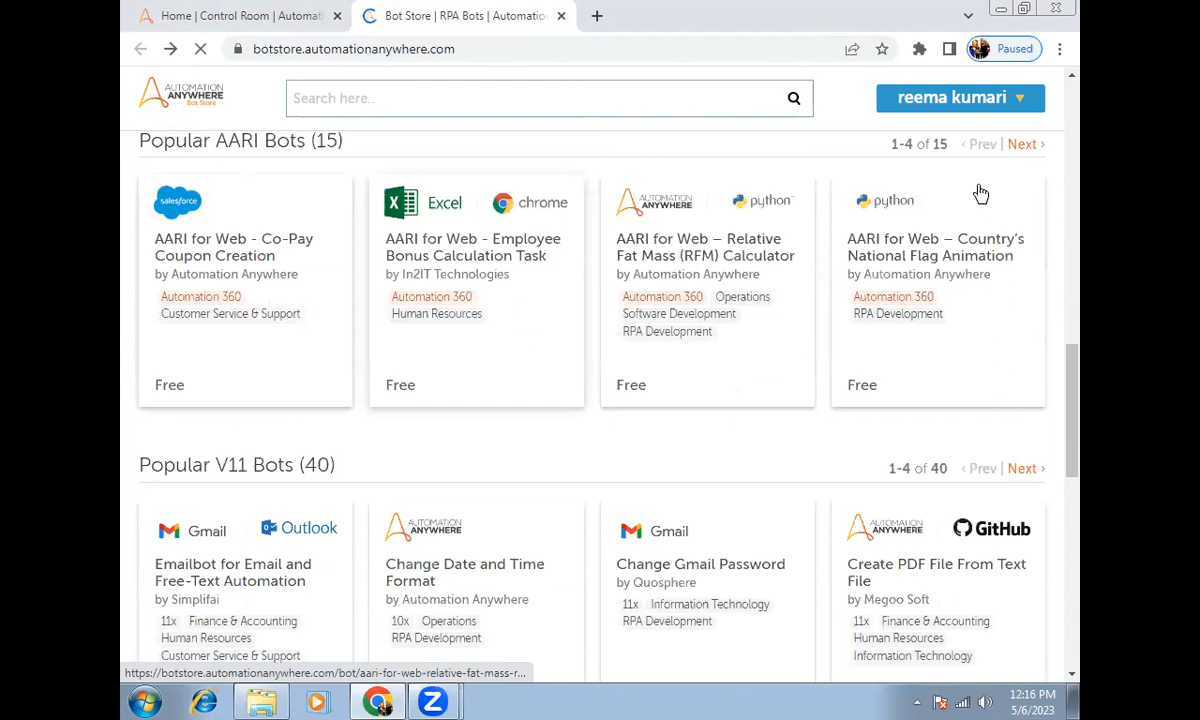 Home | Control Room | Automati
Bot Store | RPA Bots | Automatio
botstore.automationanywhere.com
Paused
AUTOMATION
ANYWHERE
Bot Store
Search here..
reema kumari
Popular AARI Bots (15)
1-4 of 15 ‹ Prev | Next ›
salesforce
AARI for Web - Co-Pay
Coupon Creation
by Automation Anywhere
Automation 360
Customer Service & Support
Free
Excel chrome
AARI for Web - Employee
Bonus Calculation Task
by In2IT Technologies
Automation 360
Human Resources
Free
AUTOMATION
ANYWHERE
python
AARI for Web – Relative
Fat Mass (RFM) Calculator
by Automation Anywhere
Automation 360 Operations
Software Development
RPA Development
Free
python
AARI for Web – Country's
National Flag Animation
by Automation Anywhere
Automation 360
RPA Development
Free
Popular V11 Bots (40)
1-4 of 40 ‹ Prev | Next ›
Gmail Outlook
Emailbot for Email and
Free-Text Automation
by Simplifai
11x Finance & Accounting
Human Resources
Customer Service & Support
AUTOMATION
ANYWHERE
Change Date and Time
Format
by Automation Anywhere
10x Operations
RPA Development
Gmail
Change Gmail Password
by Quosphere
11x Information Technology
RPA Development
AUTOMATION
ANYWHERE
GitHub
Create PDF File From Text
File
by Megoo Soft
11x Finance & Accounting
Human Resources
Information Technology
https://botstore.automationanywhere.com/bot/aari-for-web-relative-fat-mass-r...
12:16 PM
5/6/2023